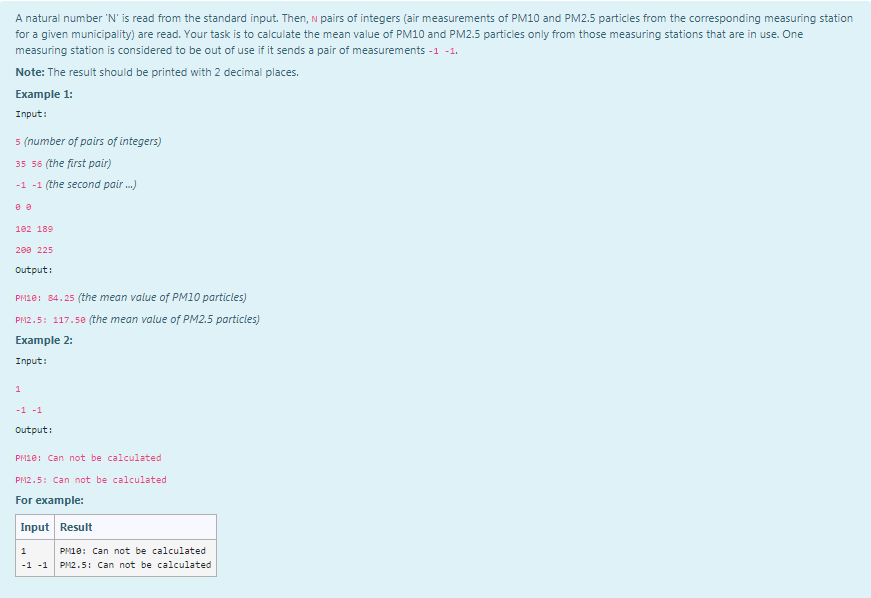 A natural number 'N' is read from the standard input. Then, N pairs of integers (air measurements of PM10 and PM2.5 particles from the corresponding measuring station
for a given municipality) are read. Your task is to calculate the mean value of PM10 and PM2.5 particles only from those measuring stations that are in use. One
measuring station is considered to be out of use if it sends a pair of measurements -1 -1.
Note: The result should be printed with 2 decimal places.
Example 1:
Input:
5 (number of pairs of integers)
35 56 (the first pair)
-1 -1 (the second pair ...)
0 0
102 189
200 225
Output:
PM10: 84.25 (the mean value of PM10 particles)
PM2.5: 117.50 (the mean value of PM2.5 particles)
Example 2:
Input:
1
-1 -1
Output:
PM10: Can not be calculated
PM2.5: Can not be calculated
For example:
Input Result
1 PM10: Can not be calculated
-1 -1 PM2.5: Can not be calculated